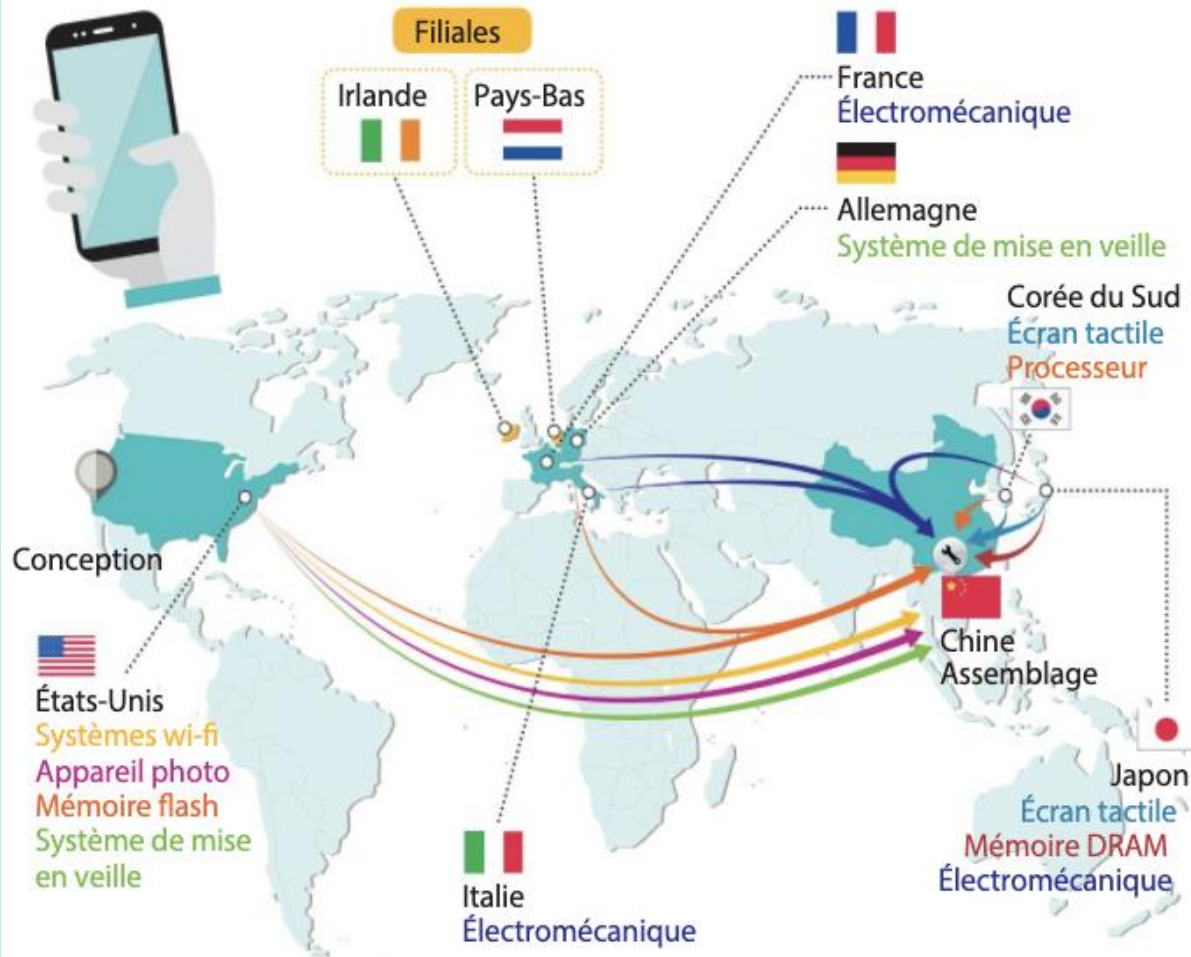 Filiales
Irlande
Pays-Bas
France
Électromécanique
Allemagne
Système de mise en veille
Corée du Sud
Écran tactile
Processeur
Conception
États-Unis
Systèmes wi-fi
Appareil photo
Mémoire flash
Système de mise
en veille
Italie
Électromécanique
Chine
Assemblage
Japon
Écran tactile
Mémoire DRAM
Électromécanique